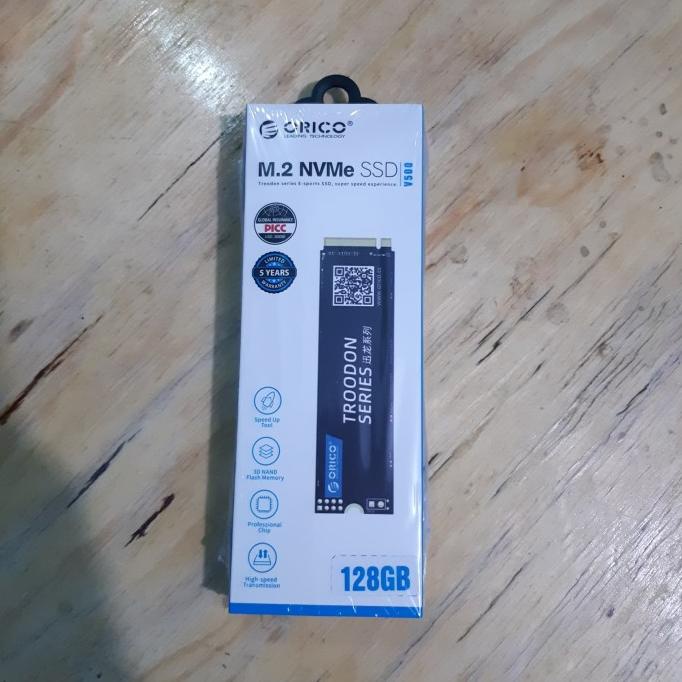 ORICO®
LEADING TECHNOLOGY
M.2 NVMe SSD
V500
Troodon series E-sports SSD, super speed experience.
GLOBAL INSURANCE
PICC
LIMITED
5 YEARS
WARRANTY
TROODON
SERIES 迅龙系列
ORICO®
Speed Up
Tool
3D NAND
Flash Memory
Professional
Chip
High-speed
Transmission
128GB